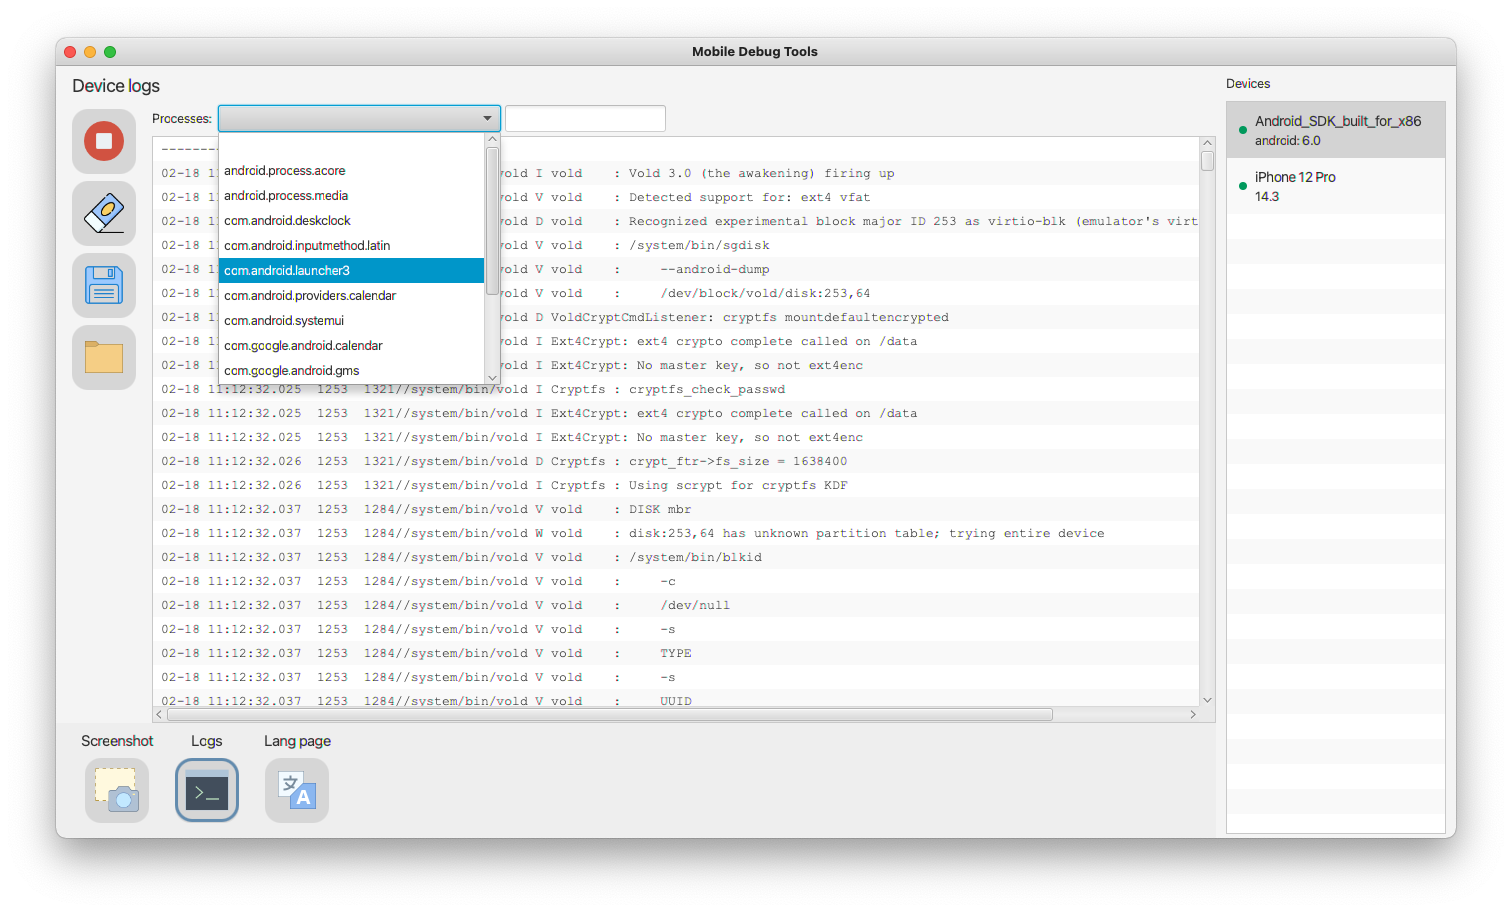 Mobile Debug Tools
Device logs
Devices
Processes:
android.process.acore
android.process.media
com.android.deskclock
com.android.inputmethod.latin
com.android.launcher3
com.android.providers.calendar
com.android.systemui
com.google.android.calendar
com.google.android.gms
---------
02-18 1 vold I vold    : Vold 3.0 (the awakening) firing up
02-18 1 vold V vold    : Detected support for: ext4 vfat
02-18 1 vold D vold    : Recognized experimental block major ID 253 as virtio-blk (emulator's virt
02-18 1 vold V vold    : /system/bin/sgdisk
02-18 1 vold V vold    :     --android-dump
02-18 1 vold V vold    :     /dev/block/vold/disk:253,64
02-18 1 vold D VoldCryptCmdListener: cryptfs mountdefaultencrypted
02-18 1 vold I Ext4Crypt: ext4 crypto complete called on /data
02-18 1 vold I Ext4Crypt: No master key, so not ext4enc
02-18 11:12:32.025  1253  1321//system/bin/vold I Cryptfs : cryptfs_check_passwd
02-18 11:12:32.025  1253  1321//system/bin/vold I Ext4Crypt: ext4 crypto complete called on /data
02-18 11:12:32.025  1253  1321//system/bin/vold I Ext4Crypt: No master key, so not ext4enc
02-18 11:12:32.026  1253  1321//system/bin/vold D Cryptfs : crypt_ftr->fs_size = 1638400
02-18 11:12:32.026  1253  1321//system/bin/vold I Cryptfs : Using scrypt for cryptfs KDF
02-18 11:12:32.037  1253  1284//system/bin/vold V vold    : DISK mbr
02-18 11:12:32.037  1253  1284//system/bin/vold W vold    : disk:253,64 has unknown partition table; trying entire device
02-18 11:12:32.037  1253  1284//system/bin/vold V vold    : /system/bin/blkid
02-18 11:12:32.037  1253  1284//system/bin/vold V vold    :     -c
02-18 11:12:32.037  1253  1284//system/bin/vold V vold    :     /dev/null
02-18 11:12:32.037  1253  1284//system/bin/vold V vold    :     -s
02-18 11:12:32.037  1253  1284//system/bin/vold V vold    :     TYPE
02-18 11:12:32.037  1253  1284//system/bin/vold V vold    :     -s
02-18 11:12:32.037  1253  1284//system/bin/vold V vold    :     UUID
Android_SDK_built_for_x86
android: 6.0
iPhone 12 Pro
14.3
Screenshot
Logs
Lang page
>_
文
A